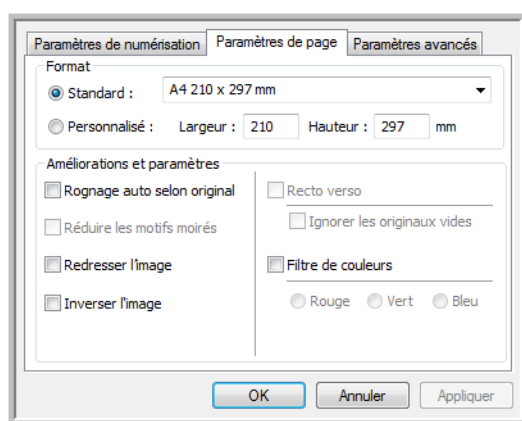 Paramètres de numérisation Paramètres de page Paramètres avancés
Format
Standard : A4 210 x 297 mm
Personnalisé : Largeur : 210 Hauteur : 297 mm
Améliorations et paramètres
Rognage auto selon original
Réduire les motifs moirés
Redresser l'image
Inverser l'image
Recto verso
Ignorer les originaux vides
Filtre de couleurs
Rouge Vert Bleu
OK Annuler Appliquer